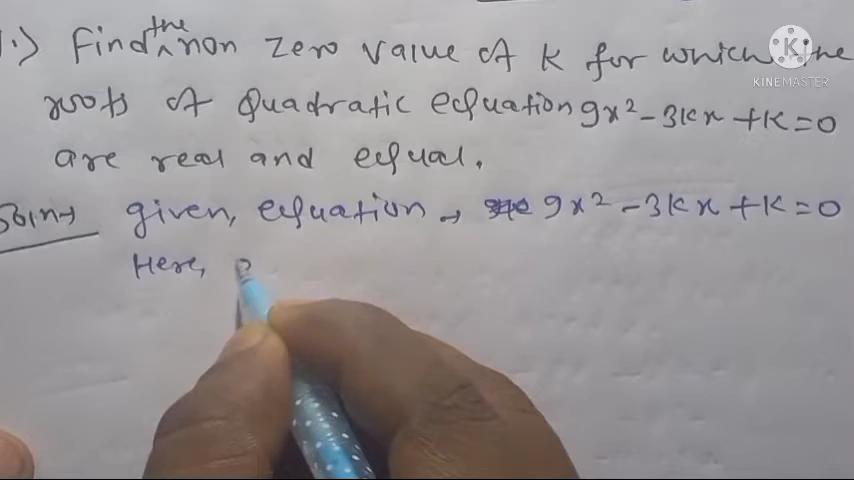 1.) Find the non zero value of K for which the
roots of Quadratic equation 9x² - 3kx + k = 0
are real and equal.
Soln→ given, equation → 9x² - 3kx + k = 0
Here,
K
KINEMASTER